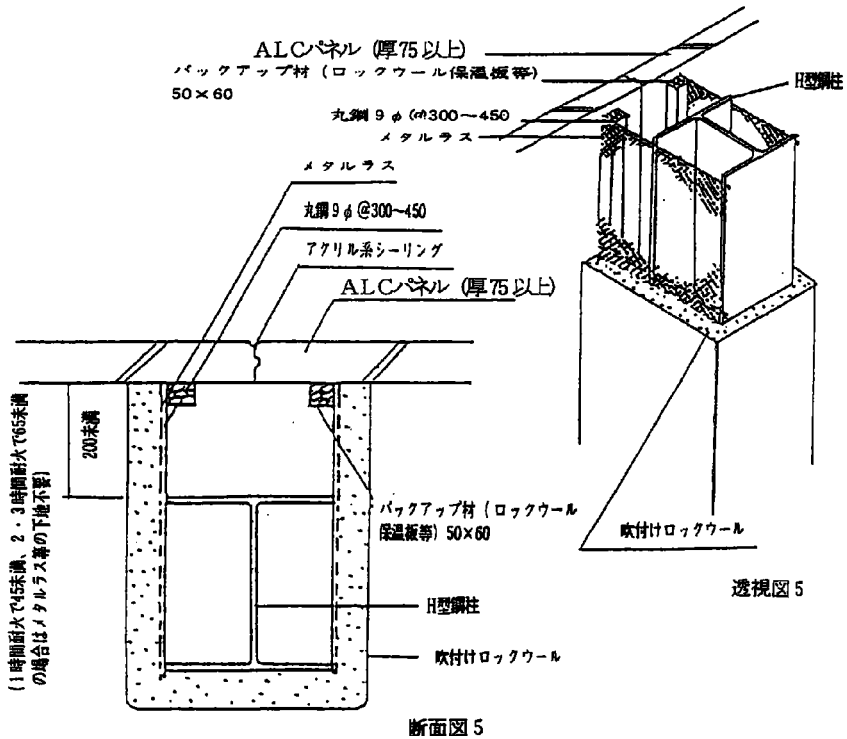 ALCパネル (厚75以上)
バックアップ材 (ロックウール保温板等)
50×60
丸鋼 9φ @300〜450
メタルラス
H型鋼柱
メタルラス
丸鋼 9φ @300〜450
アクリル系シーリング
ALCパネル (厚75以上)
200未満
(1時間耐火で45未満、2・3時間耐火で65未満
の場合はメタルラス等の下地不要)
バックアップ材 (ロックウール
保温板等) 50×60
H型鋼柱
吹付けロックウール
断面図5
吹付けロックウール
透視図5